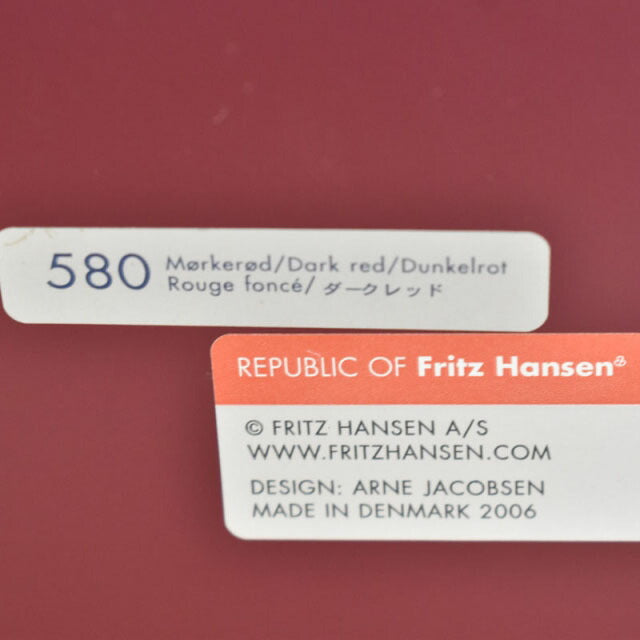 580 Mørkerød/Dark red/Dunkelrot
Rouge foncé/ダークレッド
REPUBLIC OF Fritz Hansen®
© FRITZ HANSEN A/S
WWW.FRITZHANSEN.COM
DESIGN: ARNE JACOBSEN
MADE IN DENMARK 2006